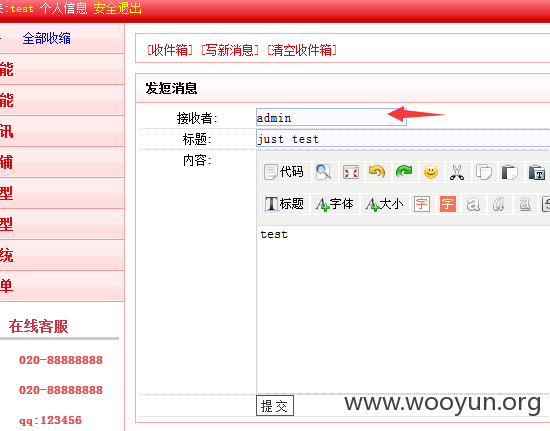 来:test 个人信息 安全退出
全部收缩
能
能
讯
铺
型
型
统
单
在线客服
020-88888888
020-88888888
qq:123456
[收件箱] [写新消息] [清空收件箱]
发短消息
接收者: admin
标题: just test
内容:
代码
标题 字体 大小 字 字 a a a S
test
提交
www.wooyun.org